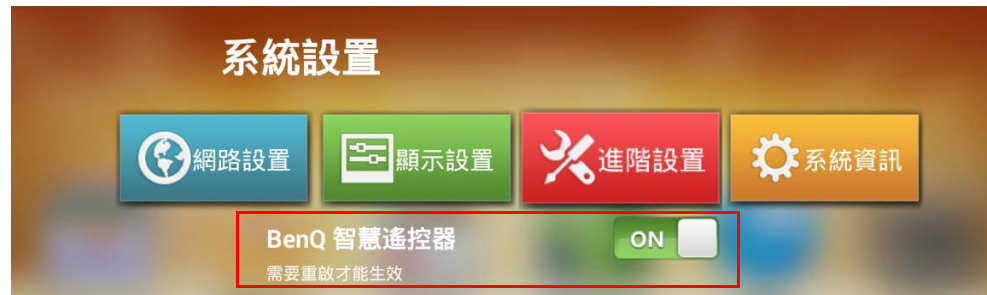 系統設置
網路設置
顯示設置
進階設置
系統資訊
BenQ 智慧遙控器
ON
需要重啟才能生效